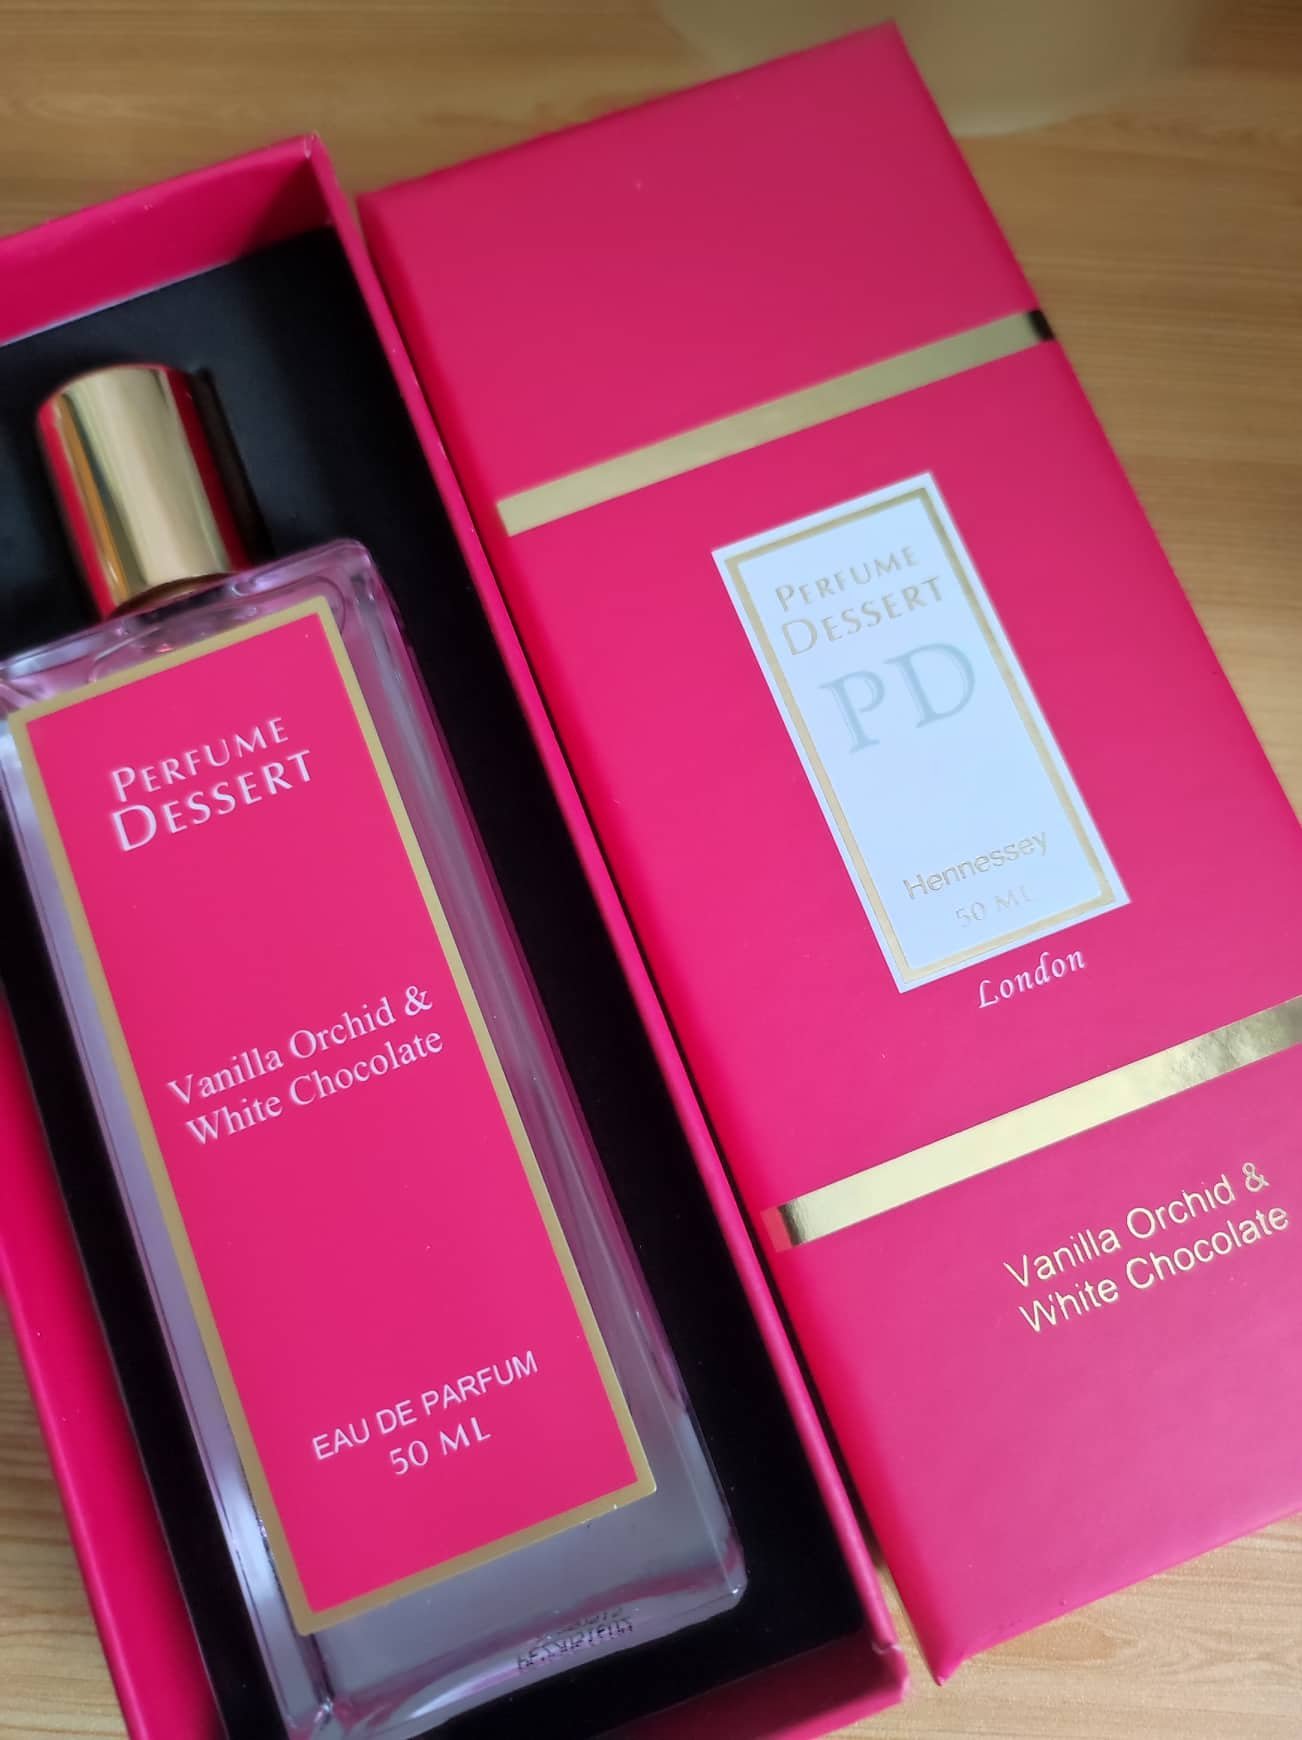 PERFUME
DESSERT
Vanilla Orchid &
White Chocolate
EAU DE PARFUM
50 ML
PERFUME
DESSERT
PD
Hennessey
50 ML
London
Vanilla Orchid &
White Chocolate